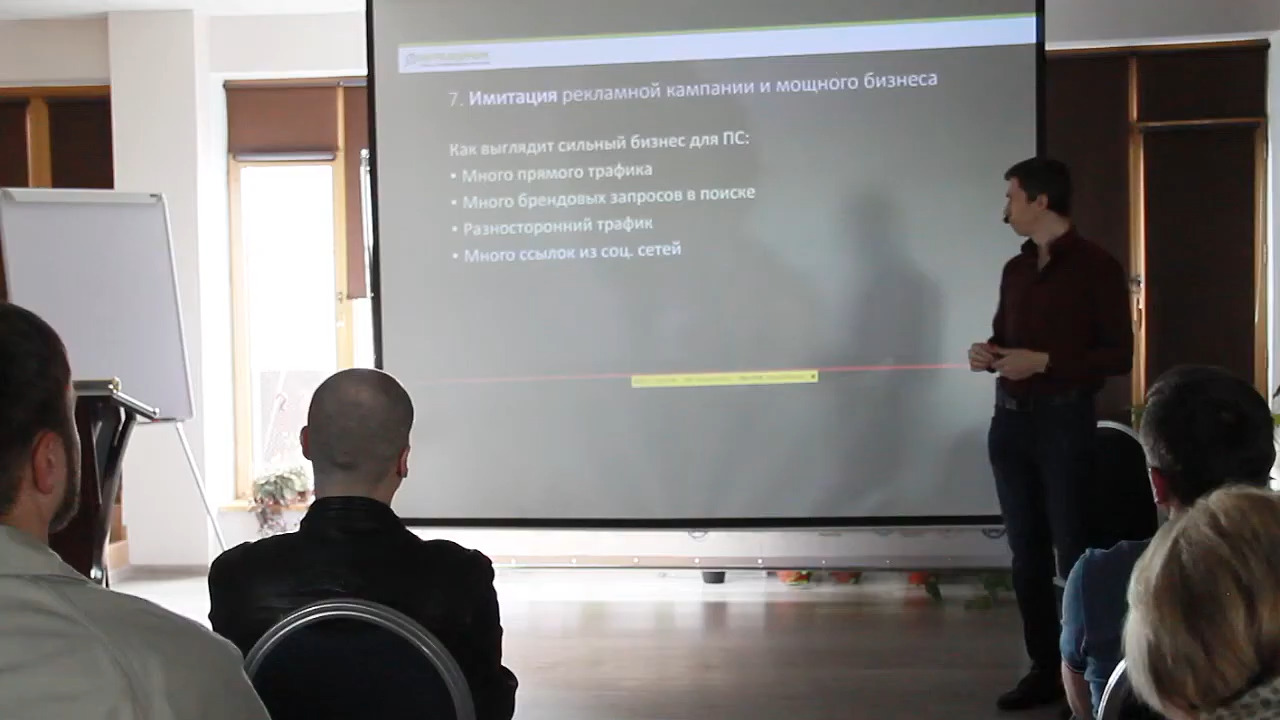 7. Имитация рекламной кампании и мощного бизнеса
Как выглядит сильный бизнес для ПС:
• Много прямого трафика
• Много брендовых запросов в поиске
• Разносторонний трафик
• Много ссылок из соц. сетей